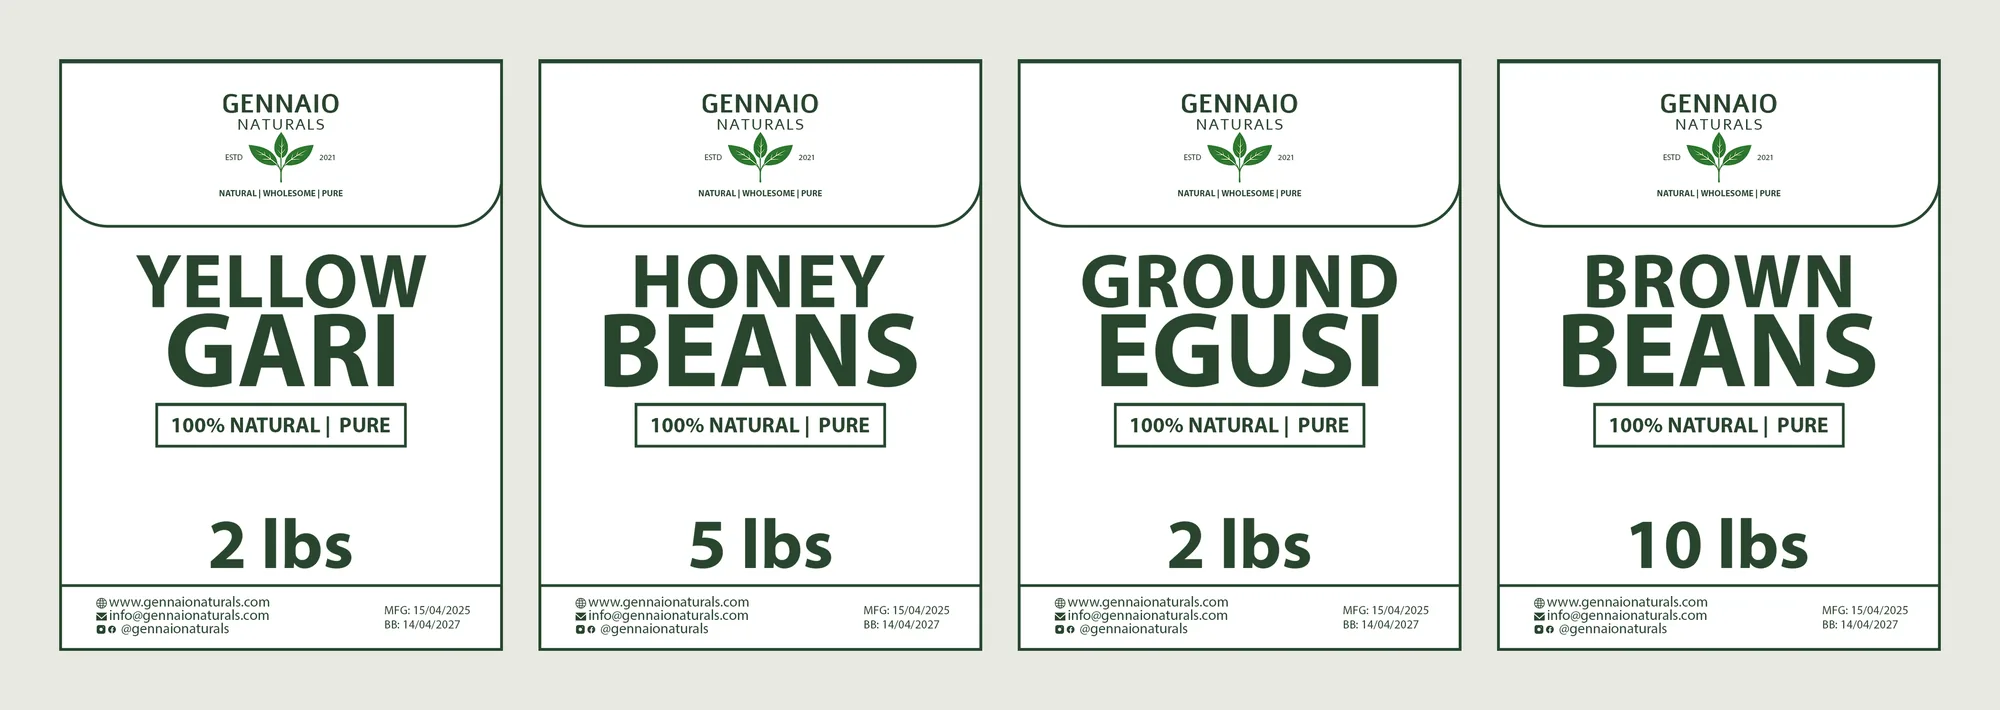 GENNAIO
NATURALS
ESTD 2021
NATURAL | WHOLESOME | PURE
YELLOW
GARI
100% NATURAL | PURE
2 lbs
www.gennaionaturals.com
info@gennaionaturals.com
@gennaionaturals
MFG: 15/04/2025
BB: 14/04/2027
GENNAIO
NATURALS
ESTD 2021
NATURAL | WHOLESOME | PURE
HONEY
BEANS
100% NATURAL | PURE
5 lbs
www.gennaionaturals.com
info@gennaionaturals.com
@gennaionaturals
MFG: 15/04/2025
BB: 14/04/2027
GENNAIO
NATURALS
ESTD 2021
NATURAL | WHOLESOME | PURE
GROUND
EGUSI
100% NATURAL | PURE
2 lbs
www.gennaionaturals.com
info@gennaionaturals.com
@gennaionaturals
MFG: 15/04/2025
BB: 14/04/2027
GENNAIO
NATURALS
ESTD 2021
NATURAL | WHOLESOME | PURE
BROWN
BEANS
100% NATURAL | PURE
10 lbs
www.gennaionaturals.com
info@gennaionaturals.com
@gennaionaturals
MFG: 15/04/2025
BB: 14/04/2027